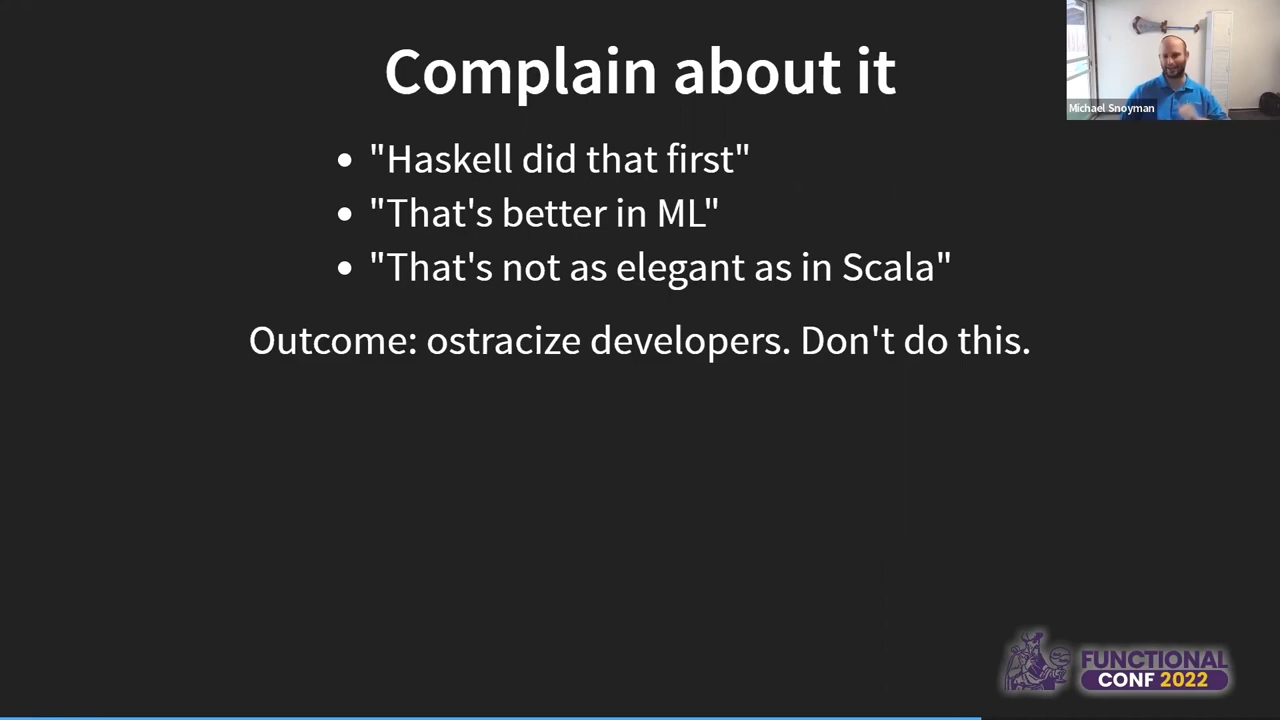 Complain about it
Michael Snoyman
• "Haskell did that first"
• "That's better in ML"
• "That's not as elegant as in Scala"
Outcome: ostracize developers. Don't do this.
FUNCTIONAL
CONF 2022